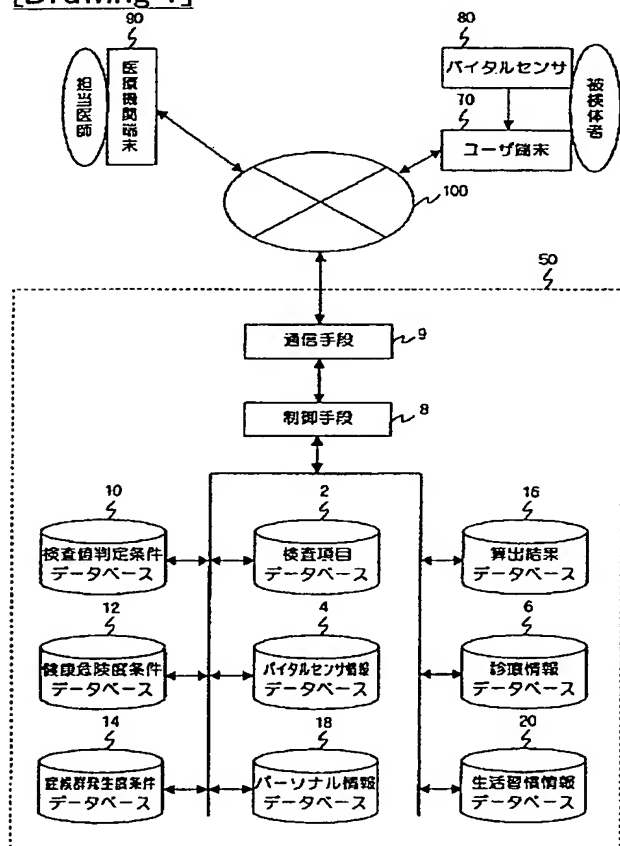 [Drawing 1]
90
担当医師
医療機関端末
80
バイタルセンサ
70
ユーザ端末
被検体者
100
50
通信手段
9
制御手段
8
10
検査値判定条件
データベース
2
検査項目
データベース
16
算出結果
データベース
12
健康危険度条件
データベース
4
バイタルセンサ情報
データベース
6
診療情報
データベース
14
症候群発生度条件
データベース
18
パーソナル情報
データベース
20
生活習慣情報
データベース